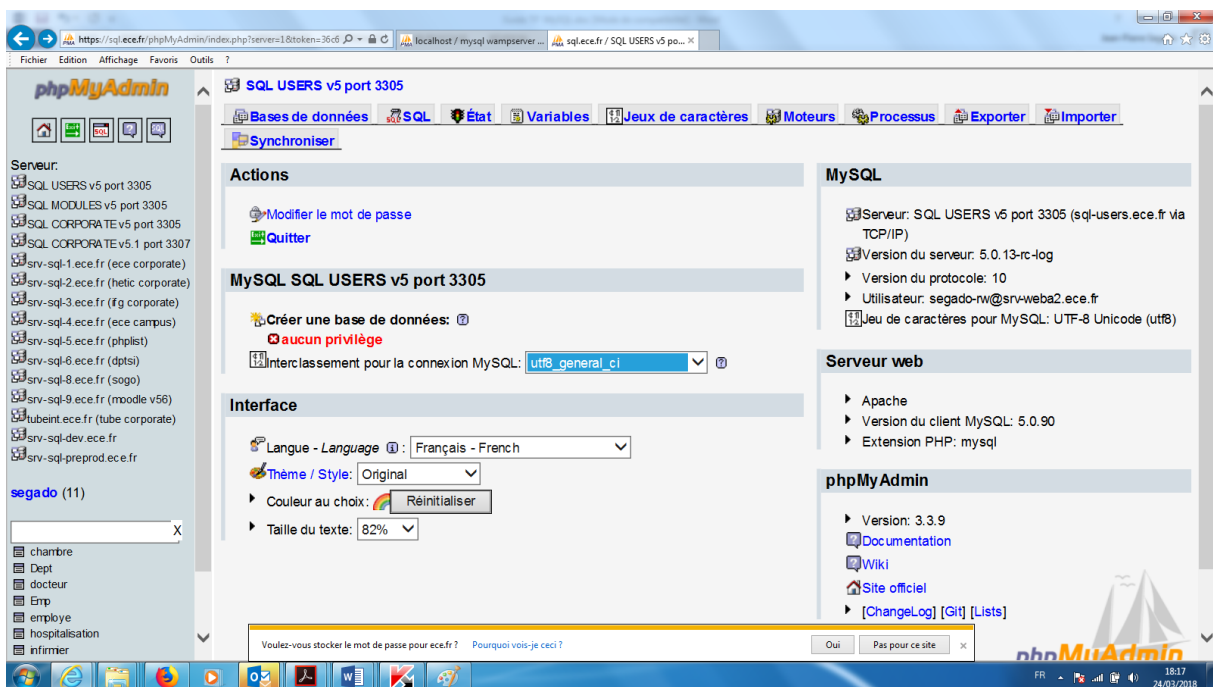 https://sql.ece.fr/phpMyAdmin/index.php?server=1&token=36c6
localhost / mysql wampserver ...
sql.ece.fr / SQL USERS v5 po...
Fichier Edition Affichage Favoris Outils ?
phpMyAdmin
SQL
Serveur:
SQL USERS v5 port 3305
SQL MODULES v5 port 3305
SQL CORPORATE v5 port 3305
SQL CORPORATE v5.1 port 3307
srv-sql-1.ece.fr (ece corporate)
srv-sql-2.ece.fr (hetic corporate)
srv-sql-3.ece.fr (ifg corporate)
srv-sql-4.ece.fr (ece campus)
srv-sql-5.ece.fr (phplist)
srv-sql-6.ece.fr (dptsi)
srv-sql-8.ece.fr (sogo)
srv-sql-9.ece.fr (moodle v56)
tubeint.ece.fr (tube corporate)
srv-sql-dev.ece.fr
srv-sql-preprod.ece.fr
segado (11)
X
chambre
Dept
docteur
Emp
employe
hospitalisation
infirmier
SQL USERS v5 port 3305
Bases de données SQL État Variables Jeux de caractères Moteurs Processus Exporter Importer
Synchroniser
Actions
Modifier le mot de passe
Quitter
MySQL SQL USERS v5 port 3305
Créer une base de données:
aucun privilège
Interclassement pour la connexion MySQL: utf8_general_ci
Interface
Langue - Language : Français - French
Thème / Style: Original
Couleur au choix: Réinitialiser
Taille du texte: 82%
MySQL
Serveur: SQL USERS v5 port 3305 (sql-users.ece.fr via
TCP/IP)
Version du serveur: 5.0.13-rc-log
Version du protocole: 10
Utilisateur: segado-rw@srv-weba2.ece.fr
Jeu de caractères pour MySQL: UTF-8 Unicode (utf8)
Serveur web
Apache
Version du client MySQL: 5.0.90
Extension PHP: mysql
phpMyAdmin
Version: 3.3.9
Documentation
Wiki
Site officiel
[ChangeLog] [Git] [Lists]
phpMyAdmin
Voulez-vous stocker le mot de passe pour ece.fr ? Pourquoi vois-je ceci ? Oui Pas pour ce site ×
FR 18:17
24/03/2018